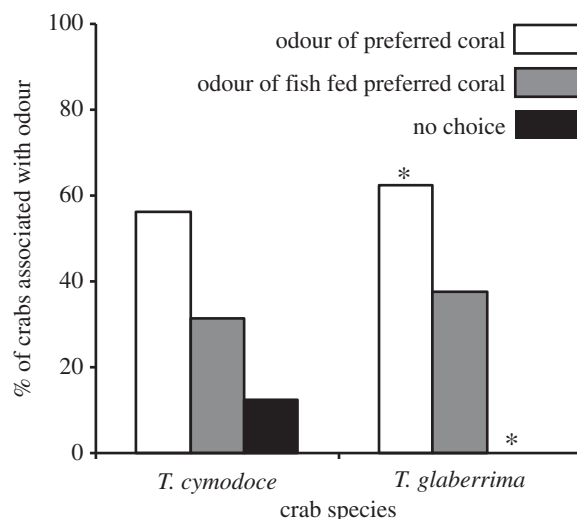 100
80
60
40
20
0
% of crabs associated with odour
odour of preferred coral
odour of fish fed preferred coral
no choice
*
*
T. cymodoce
T. glaberrima
crab species